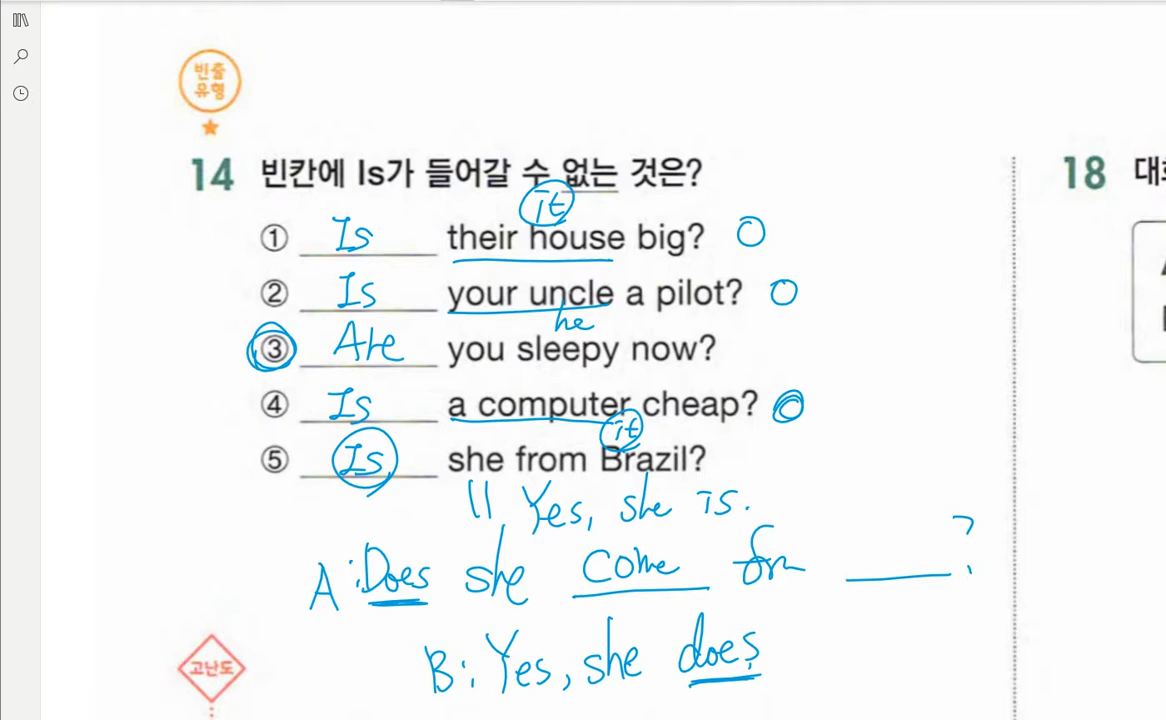 빈출
유형
14 빈칸에 Is가 들어갈 수 없는 것은?
it
① Is their house big? O
② Is your uncle a pilot? O
he
③ Are you sleepy now?
④ Is a computer cheap? O
it
⑤ Is she from Brazil?
Yes, she is.
A: Does she come from ?
B: Yes, she does
고난도
18 대